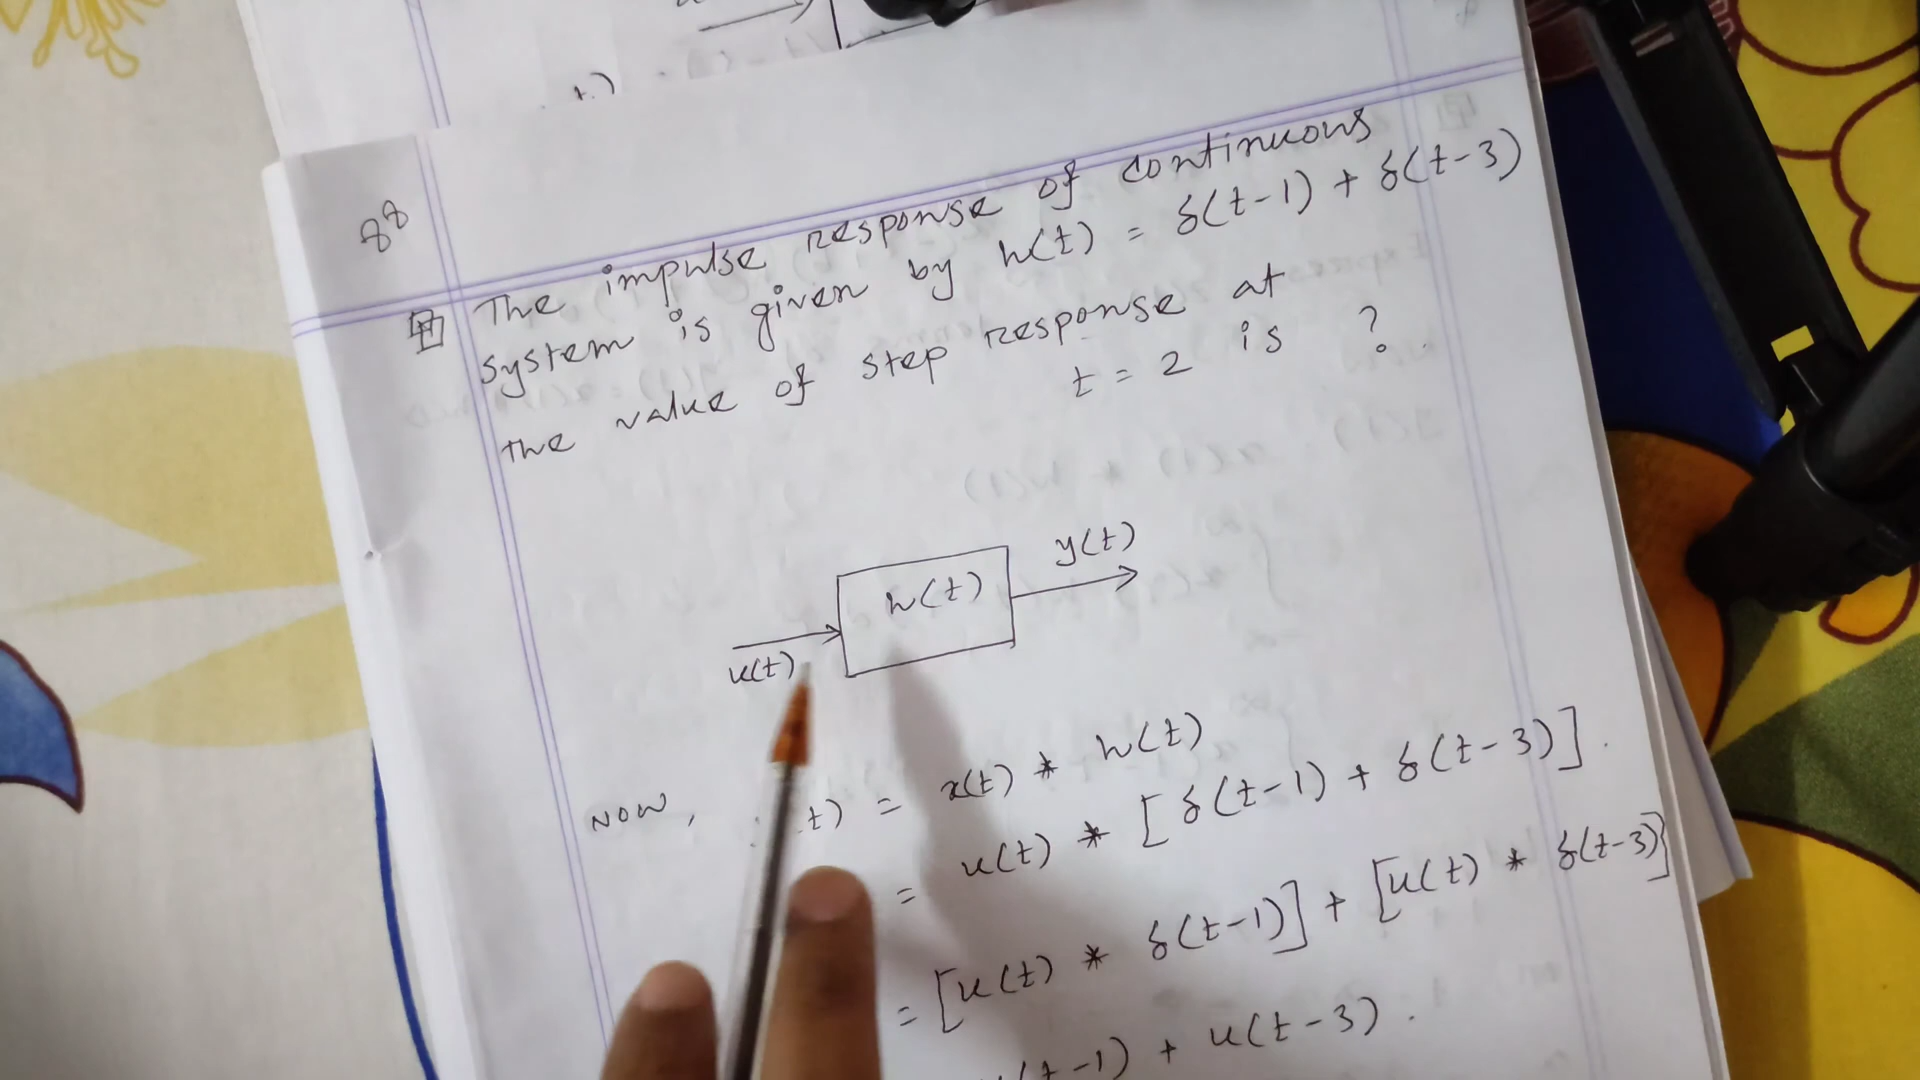 88
The impulse response of continuous
system is given by h(t) = δ(t-1) + δ(t-3)
the value of step response at
t = 2 is ?
u(t)
h(t)
y(t)
NOW, t) = x(t) * h(t)
= u(t) * [δ(t-1) + δ(t-3)].
= [u(t) * δ(t-1)] + [u(t) * δ(t-3)]
(t-1) + u(t-3).